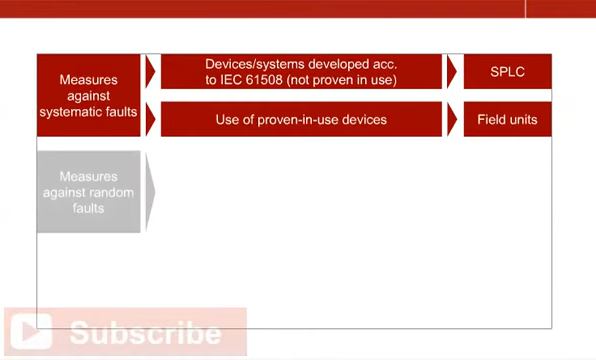 Measures
against
systematic faults
Devices/systems developed acc.
to IEC 61508 (not proven in use)
SPLC
Use of proven-in-use devices
Field units
Measures
against random
faults
Subscribe